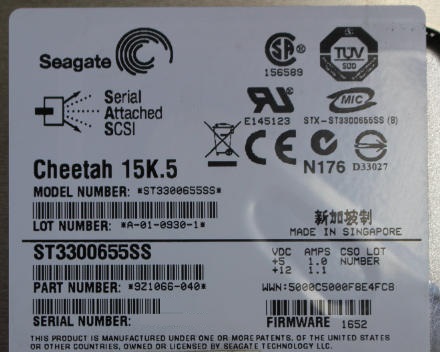 Seagate
SA
156589
TÜV
SÜD
Serial
Attached
SCSI
E145123
MIC
STX-ST3300655SS (B)
CE
N176
D33027
Cheetah 15K.5
MODEL NUMBER: *ST3300655SS*
LOT NUMBER: *A-01-0930-1*
新加坡制
MADE IN SINGAPORE
ST3300655SS
VDC AMPS CSO LOT
+5 1.0 NUMBER
+12 1.1
PART NUMBER: *9Z1066-040*
WWN:5000C5000F8E4FC8
SERIAL NUMBER:
FIRMWARE 1652
THIS PRODUCT IS MANUFACTURED UNDER ONE OR MORE PATENTS, OF THE UNITED STATES
OR OTHER COUNTRIES, OWNED OR LICENSED BY SEAGATE TECHNOLOGY LLC.